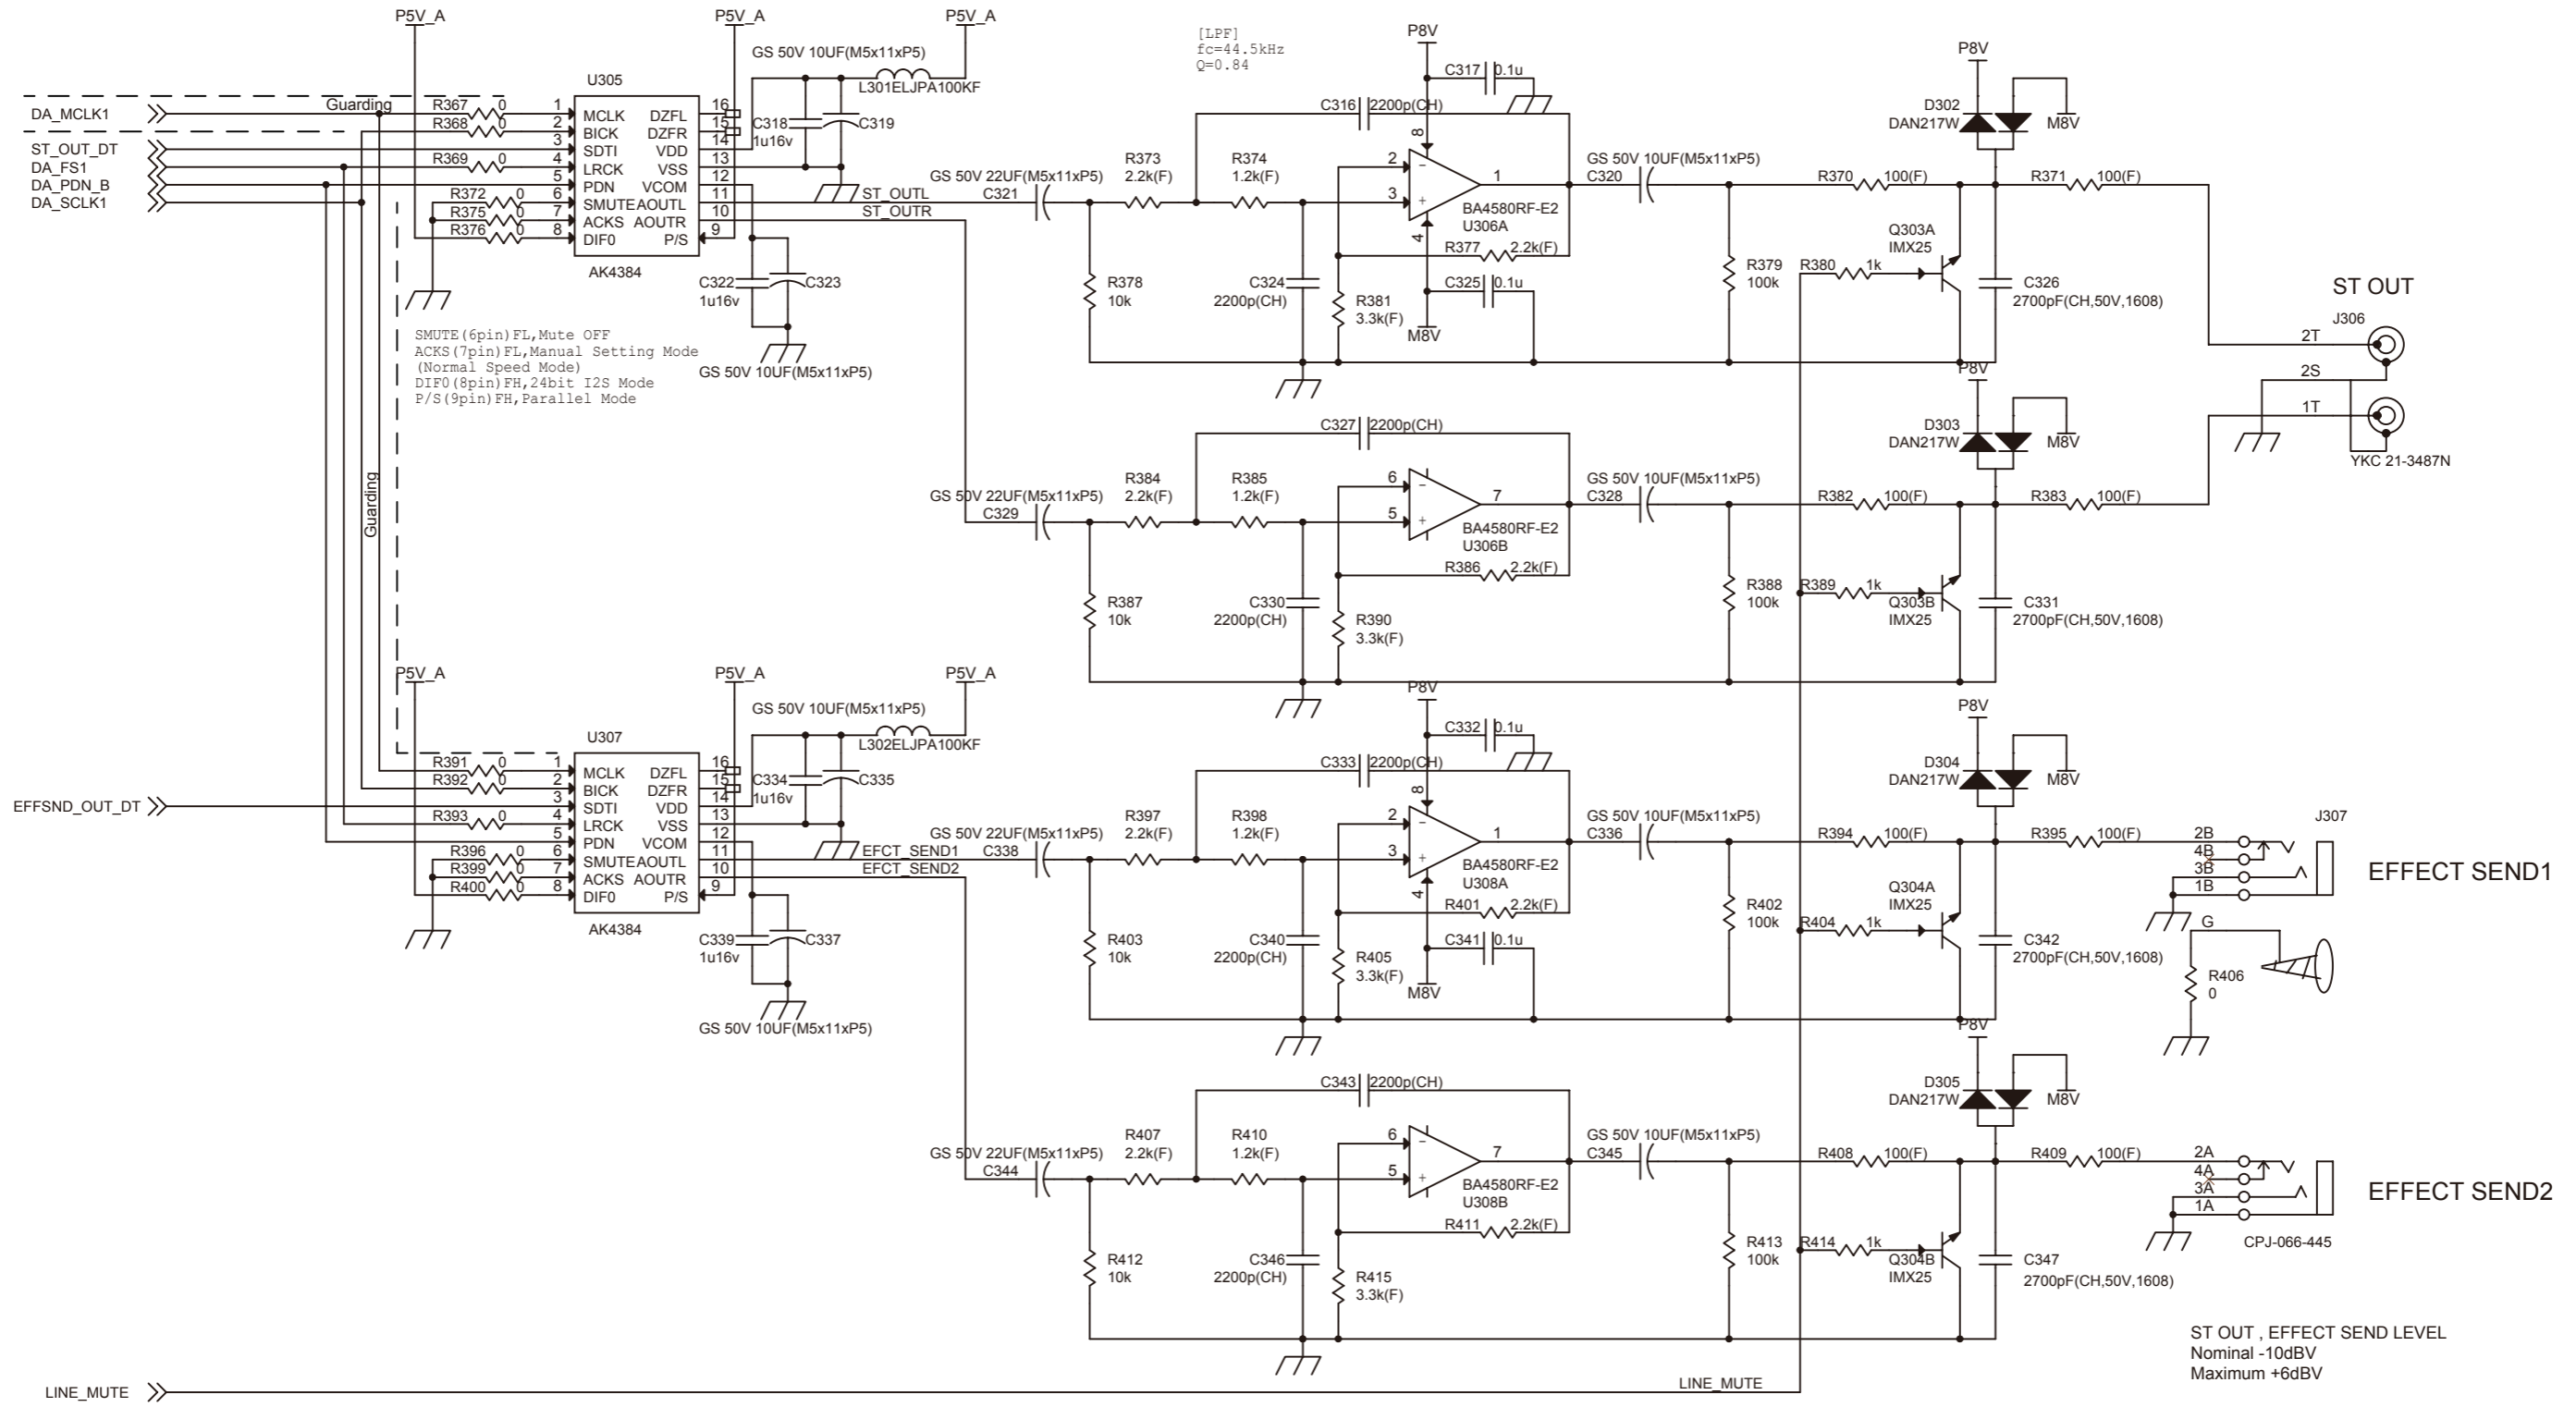 P5V_A
P5V_A
P5V_A
GS 50V 10UF(M5x11xP5)
L301ELJPA100KF
U305
Guarding
DA_MCLK1
ST_OUT_DT
DA_FS1
DA_PDN_B
DA_SCLK1
R367 0
R368 0
R369 0
R372 0
R375 0
R376 0
1 MCLK DZFL 16
2 BICK DZFR 15
3 SDTI VDD 14
4 LRCK VSS 13
5 PDN VCOM 12
6 SMUTE AOUTL 11
7 ACKS AOUTR 10
8 DIF0 P/S 9
AK4384
C318
1u16v
C319
C322
1u16v
C323
GS 50V 10UF(M5x11xP5)
SMUTE(6pin)FL,Mute OFF
ACKS(7pin)FL,Manual Setting Mode
(Normal Speed Mode)
DIF0(8pin)FH,24bit I2S Mode
P/S(9pin)FH,Parallel Mode
Guarding
ST_OUTL
ST_OUTR
[LPF]
fc=44.5kHz
Q=0.84
GS 50V 22UF(M5x11xP5)
C321
R373
2.2k(F)
R374
1.2k(F)
C316 2200p(CH)
P8V
C317 0.1u
8
2
3
1
4
BA4580RF-E2
U306A
R377 2.2k(F)
C325 0.1u
M8V
R378
10k
C324
2200p(CH)
R381
3.3k(F)
GS 50V 10UF(M5x11xP5)
C320
R379
100k
R370 100(F)
R380 1k
Q303A
IMX25
P8V
D302
DAN217W
M8V
R371 100(F)
C326
2700pF(CH,50V,1608)
ST OUT
J306
2T
2S
1T
YKC 21-3487N
GS 50V 22UF(M5x11xP5)
C329
R384
2.2k(F)
R385
1.2k(F)
C327 2200p(CH)
6
5
7
BA4580RF-E2
U306B
R386 2.2k(F)
R387
10k
C330
2200p(CH)
R390
3.3k(F)
GS 50V 10UF(M5x11xP5)
C328
R388
100k
R382 100(F)
R389 1k
Q303B
IMX25
P8V
D303
DAN217W
M8V
R383 100(F)
C331
2700pF(CH,50V,1608)
P5V_A
P5V_A
P5V_A
GS 50V 10UF(M5x11xP5)
L302ELJPA100KF
U307
EFFSND_OUT_DT
R391 0
R392 0
R393 0
R396 0
R399 0
R400 0
1 MCLK DZFL 16
2 BICK DZFR 15
3 SDTI VDD 14
4 LRCK VSS 13
5 PDN VCOM 12
6 SMUTE AOUTL 11
7 ACKS AOUTR 10
8 DIF0 P/S 9
AK4384
C334
1u16v
C335
C339
1u16v
C337
GS 50V 10UF(M5x11xP5)
EFCT_SEND1
EFCT_SEND2
GS 50V 22UF(M5x11xP5)
C338
R397
2.2k(F)
R398
1.2k(F)
C333 2200p(CH)
P8V
C332 0.1u
8
2
3
1
4
BA4580RF-E2
U308A
R401 2.2k(F)
C341 0.1u
M8V
R403
10k
C340
2200p(CH)
R405
3.3k(F)
GS 50V 10UF(M5x11xP5)
C336
R402
100k
R394 100(F)
R404 1k
Q304A
IMX25
P8V
D304
DAN217W
M8V
R395 100(F)
C342
2700pF(CH,50V,1608)
J307
2B
4B
3B
1B
G
R406
0
EFFECT SEND1
GS 50V 22UF(M5x11xP5)
C344
R407
2.2k(F)
R410
1.2k(F)
C343 2200p(CH)
6
5
7
BA4580RF-E2
U308B
R411 2.2k(F)
R412
10k
C346
2200p(CH)
R415
3.3k(F)
GS 50V 10UF(M5x11xP5)
C345
R413
100k
R408 100(F)
R414 1k
Q304B
IMX25
P8V
D305
DAN217W
M8V
R409 100(F)
C347
2700pF(CH,50V,1608)
2A
4A
3A
1A
CPJ-066-445
EFFECT SEND2
ST OUT , EFFECT SEND LEVEL
Nominal -10dBV
Maximum +6dBV
LINE_MUTE
LINE_MUTE